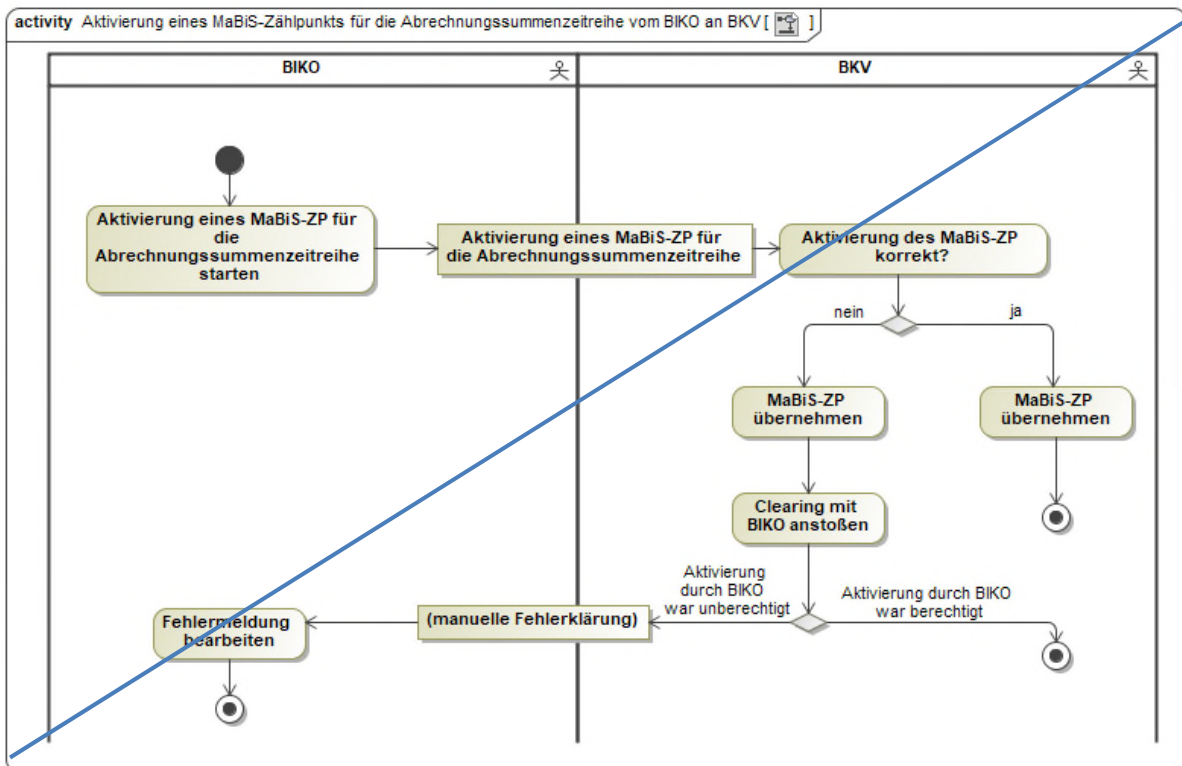 activity Aktivierung eines MaBiS-Zählpunkts für die Abrechnungssummenzeitreihe vom BIKO an BKV [ ]
BIKO
BKV
Aktivierung eines MaBiS-ZP für
die
Abrechnungssummenzeitreihe
starten
Aktivierung eines MaBiS-ZP für
die Abrechnungssummenzeitreihe
Aktivierung des MaBiS-ZP
korrekt?
nein
ja
MaBiS-ZP
übernehmen
MaBiS-ZP
übernehmen
Clearing mit
BIKO anstoßen
Aktivierung
durch BIKO
war unberechtigt
Aktivierung durch BIKO
war berechtigt
(manuelle Fehlerklärung)
Fehlermeldung
bearbeiten